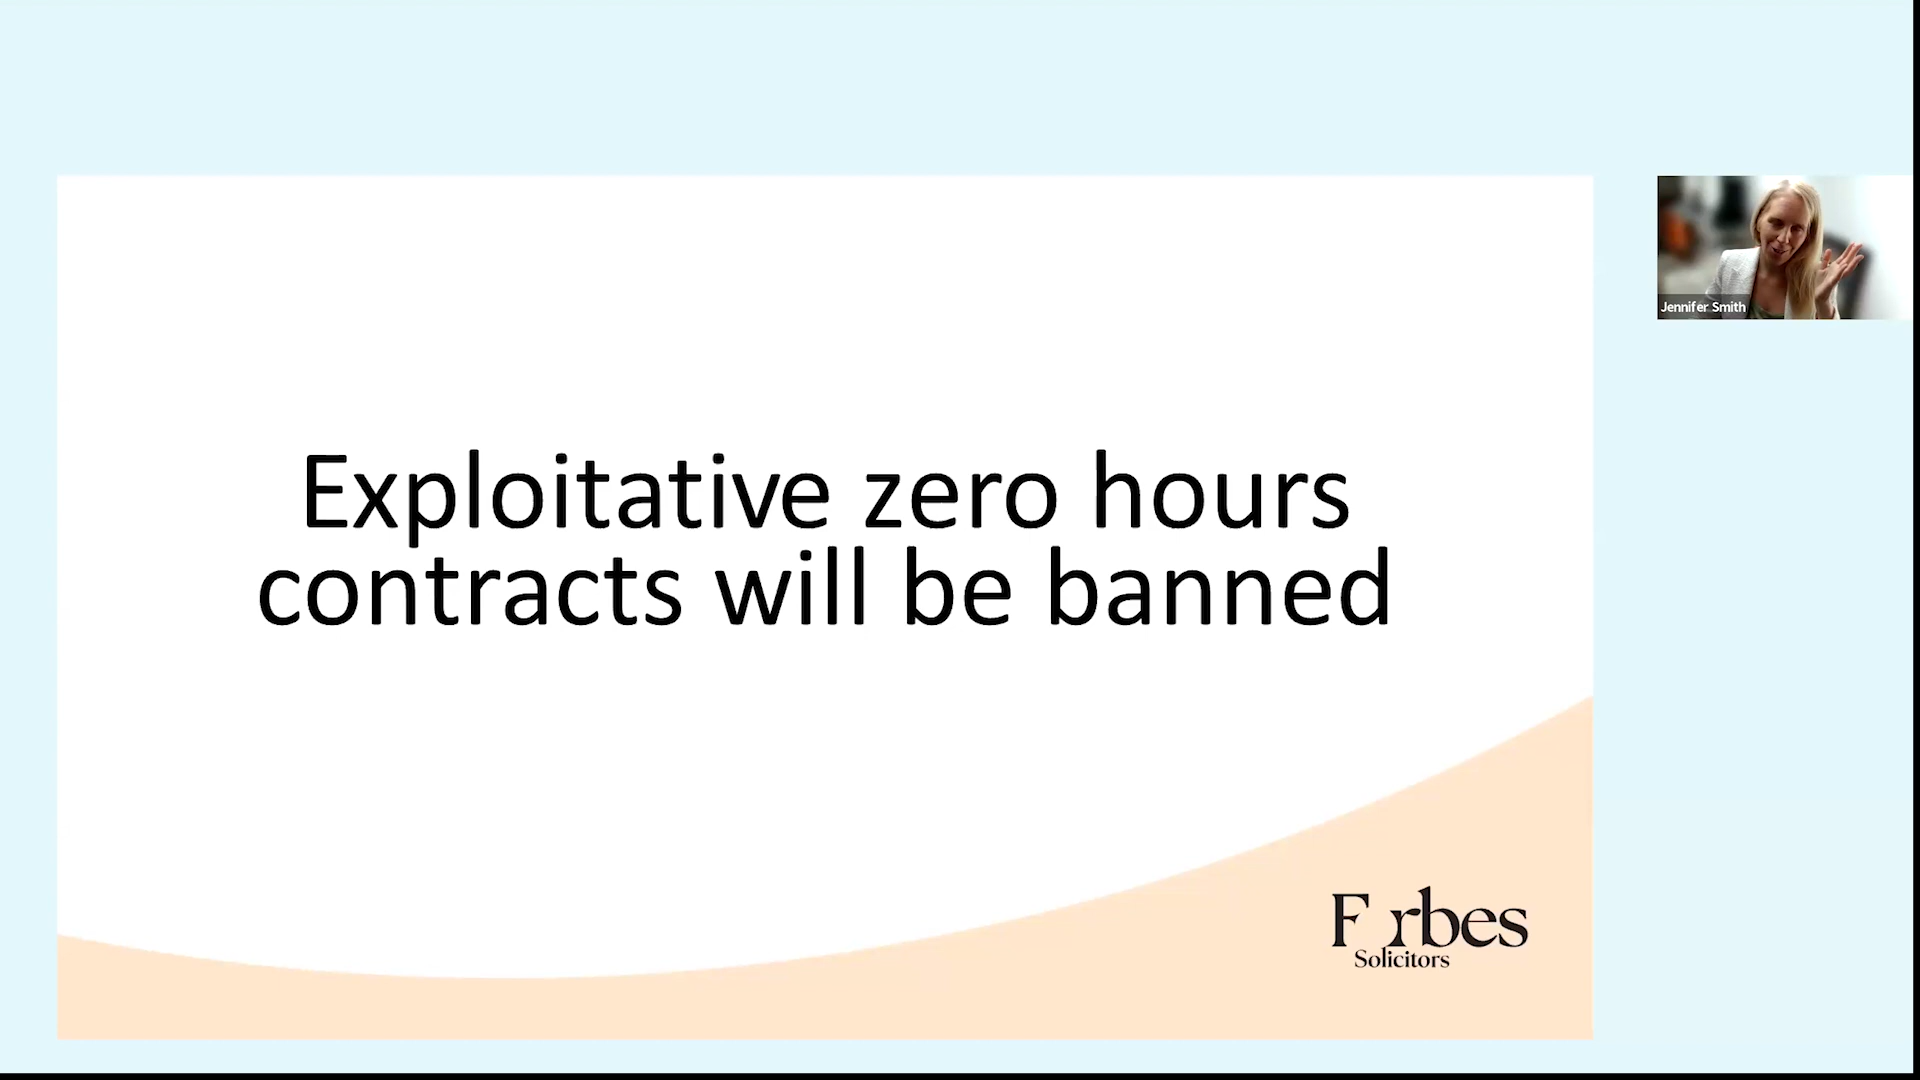 Exploitative zero hours
contracts will be banned
Jennifer Smith
Forbes
Solicitors